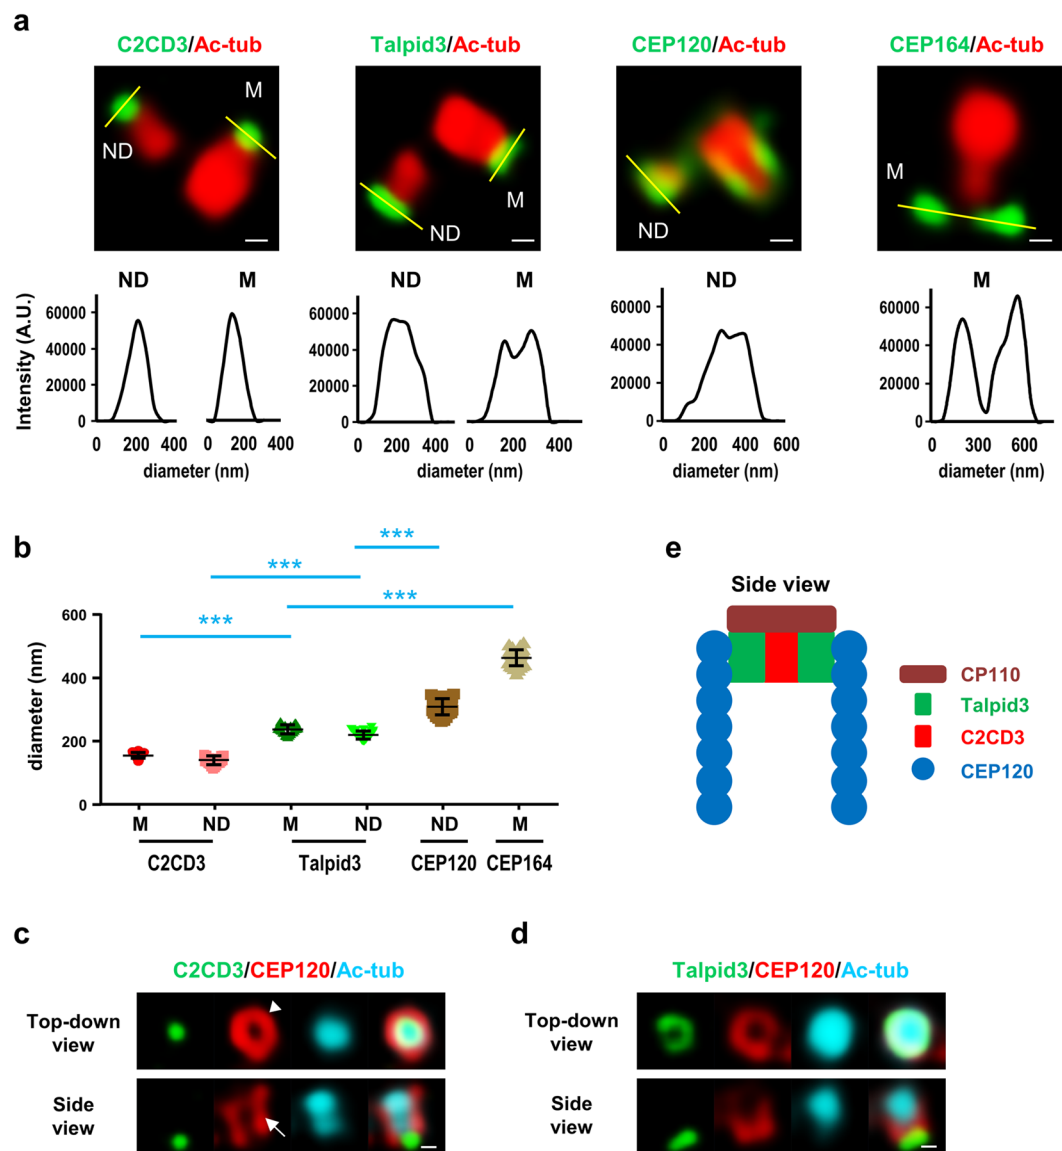 a
C2CD3/Ac-tub
Talpid3/Ac-tub
CEP120/Ac-tub
CEP164/Ac-tub
M
ND
M
ND
ND
M
ND
M
ND
M
ND
M
Intensity (A.U.)
60000
40000
20000
0
0 200 400
0 200 400
diameter (nm)
60000
40000
20000
0
0 200 400
0 200 400
diameter (nm)
60000
40000
20000
0
0 200 400 600
diameter (nm)
60000
40000
20000
0
0 300 600
diameter (nm)
b
***
***
***
***
diameter (nm)
600
400
200
0
M ND M ND ND M
C2CD3 Talpid3 CEP120 CEP164
e
Side view
CP110
Talpid3
C2CD3
CEP120
c
C2CD3/CEP120/Ac-tub
Top-down
view
Side
view
d
Talpid3/CEP120/Ac-tub
Top-down
view
Side
view